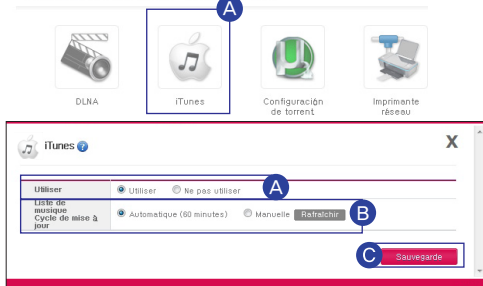 A
DLNA
iTunes
Configuración
de torrent
Imprimante
réseau
iTunes ?
X
Utiliser
Utiliser
Ne pas utiliser
A
Liste de
musique
Cycle de mise à
jour
Automatique (60 minutes)
Manuelle
Rafraîchir
B
C
Sauvegarde